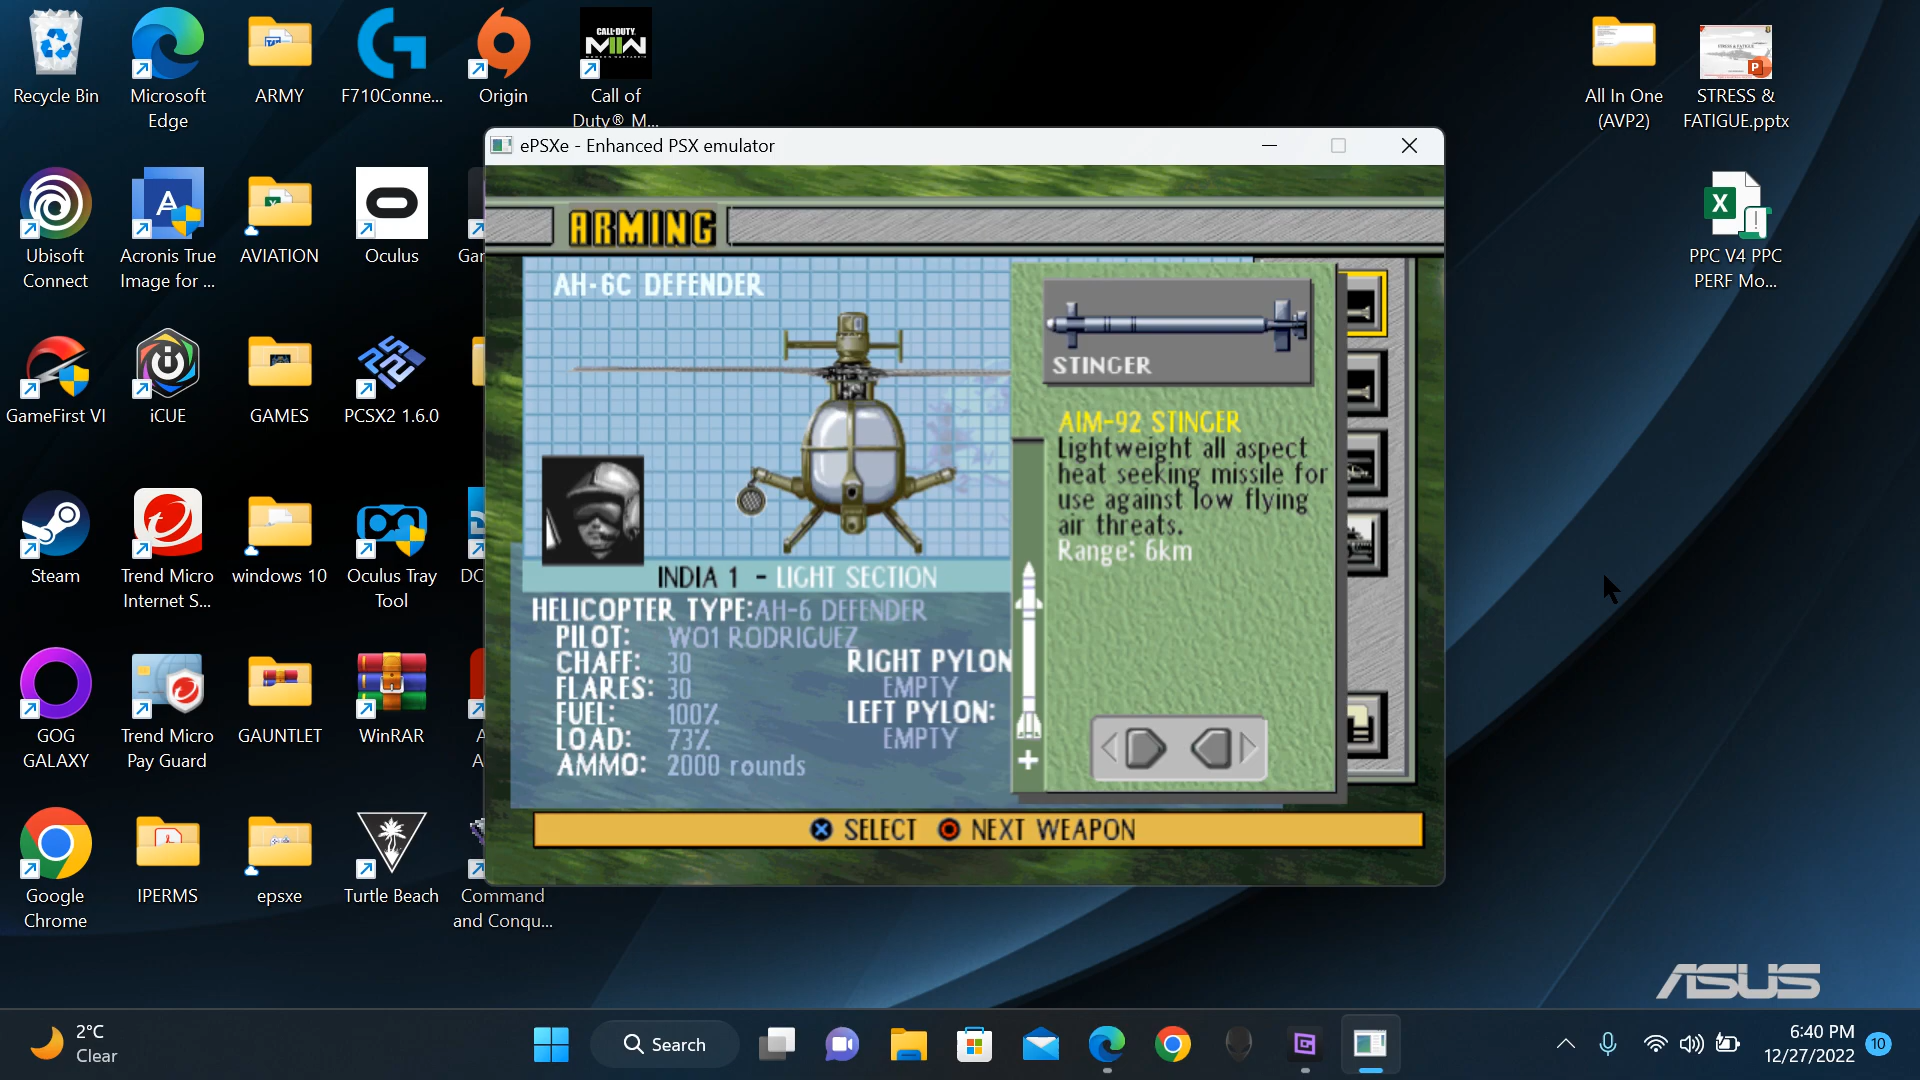 Recycle Bin
Microsoft
Edge
ARMY
F710Conne...
Origin
CALL OF DUTY
MWII
Call of
Duty® M...
All In One
(AVP2)
STRESS &
FATIGUE.pptx
Ubisoft
Connect
Acronis True
Image for ...
AVIATION
Oculus
Gar
PPC V4 PPC
PERF Mo...
GameFirst VI
iCUE
GAMES
PCSX2 1.6.0
Steam
Trend Micro
Internet S...
windows 10
Oculus Tray
Tool
DC
GOG
GALAXY
Trend Micro
Pay Guard
GAUNTLET
WinRAR
A
A
Google
Chrome
IPERMS
epsxe
Turtle Beach
Command
and Conqu...
ePSXe - Enhanced PSX emulator
ARMING
AH-6C DEFENDER
STINGER
AIM-92 STINGER
Lightweight all aspect
heat seeking missile for
use against low flying
air threats.
Range: 6km
INDIA 1 - LIGHT SECTION
HELICOPTER TYPE: AH-6 DEFENDER
PILOT: WO1 RODRIGUEZ
CHAFF: 30
FLARES: 30
FUEL: 100%
LOAD: 73%
AMMO: 2000 rounds
RIGHT PYLON
EMPTY
LEFT PYLON:
EMPTY
SELECT NEXT WEAPON
ASUS
2°C
Clear
Search
6:40 PM
12/27/2022
10